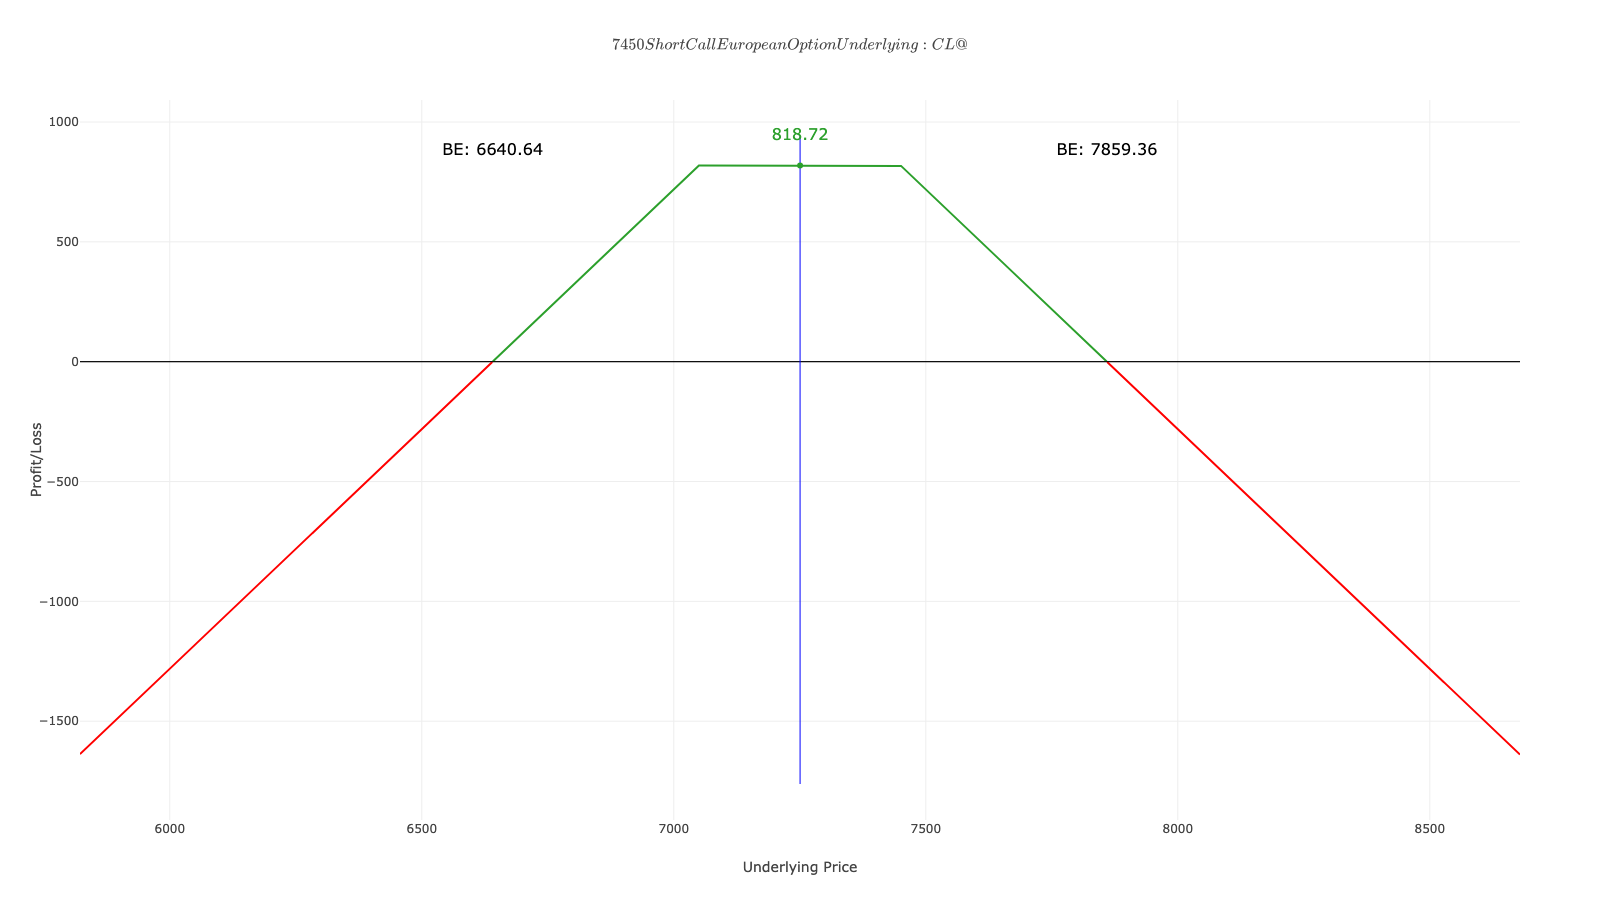 7450ShortCallEuropeanOptionUnderlying : CL@
1000
818.72
BE: 6640.64
BE: 7859.36
500
0
Profit/Loss
−500
−1000
−1500
6000
6500
7000
7500
8000
8500
Underlying Price